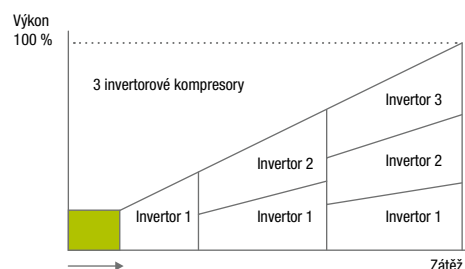 Výkon
100 %
3 invertorové kompresory
Invertor 3
Invertor 2
Invertor 2
Invertor 1
Invertor 1
Invertor 1
Zátěž